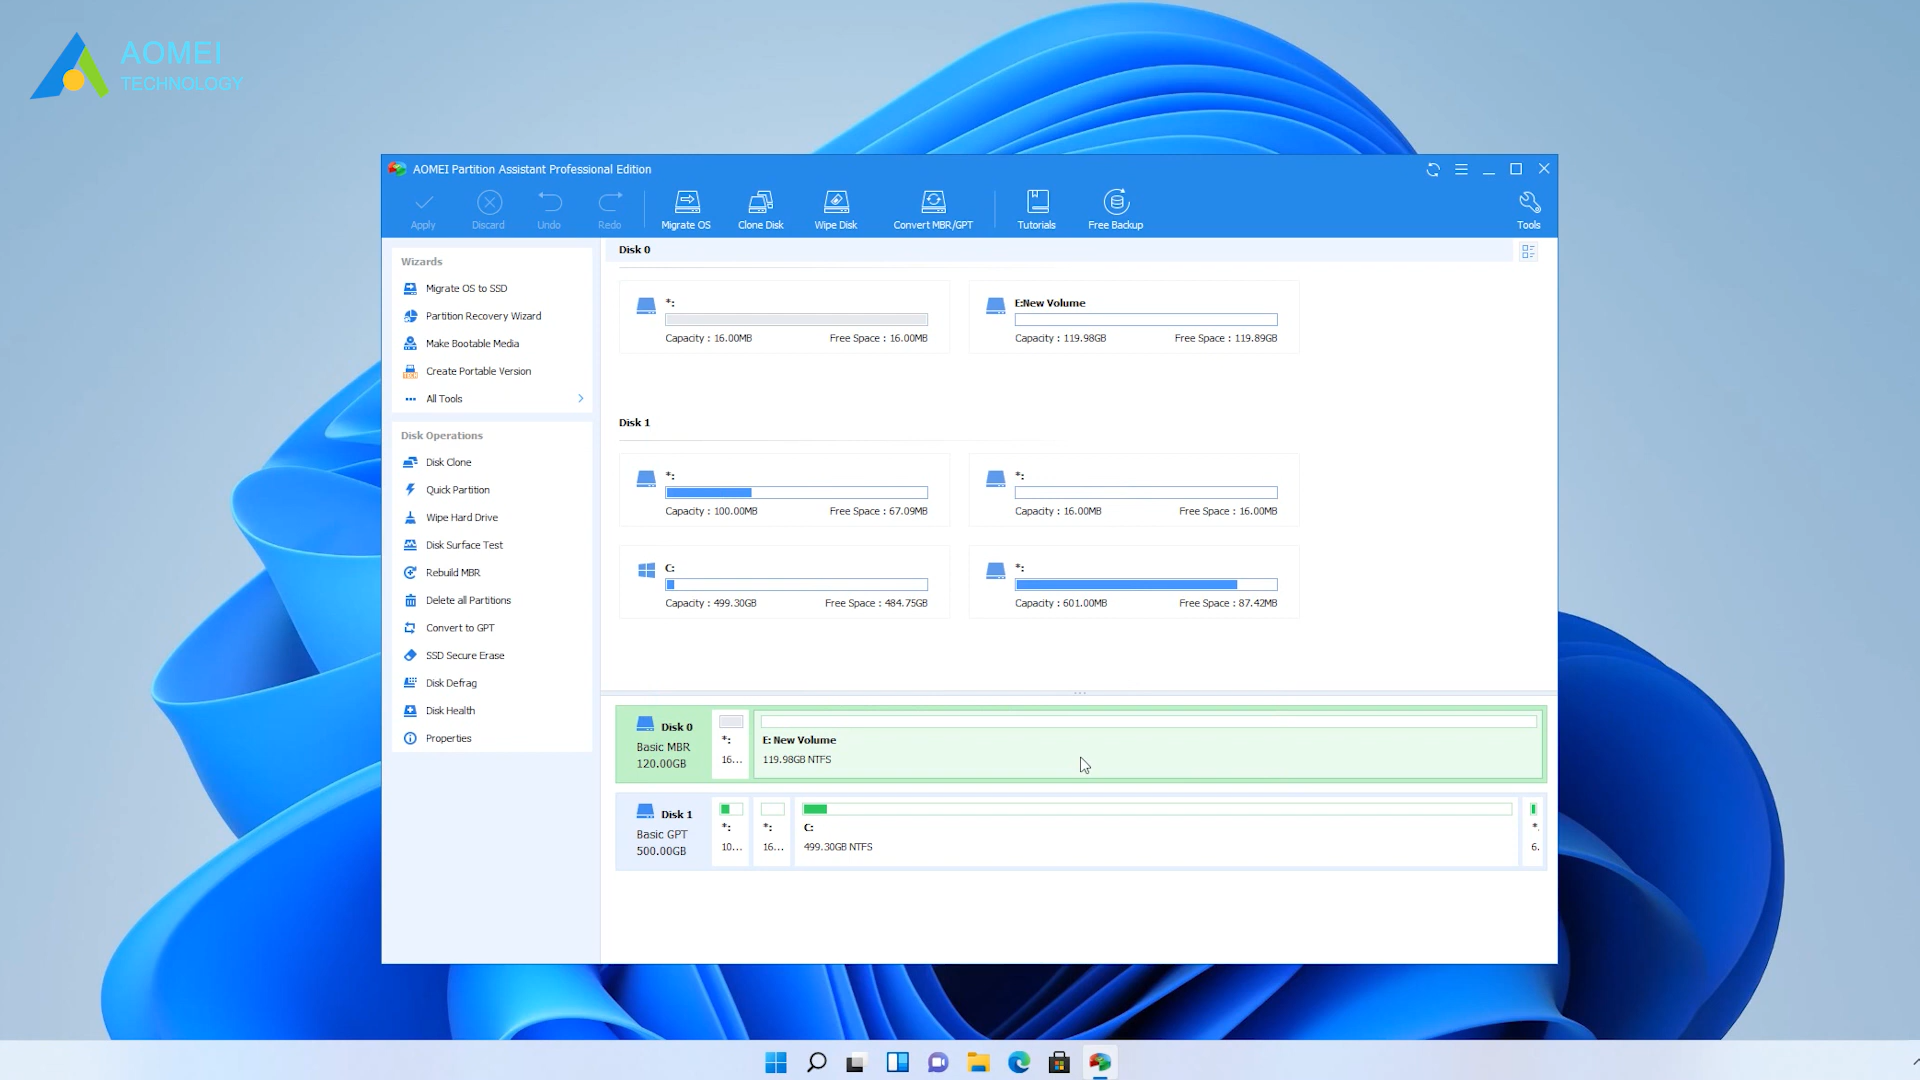 AOMEI
TECHNOLOGY
AOMEI Partition Assistant Professional Edition
Apply
Discard
Undo
Redo
Migrate OS
Clone Disk
Wipe Disk
Convert MBR/GPT
Tutorials
Free Backup
Tools
Wizards
Migrate OS to SSD
Partition Recovery Wizard
Make Bootable Media
Create Portable Version
All Tools
Disk Operations
Disk Clone
Quick Partition
Wipe Hard Drive
Disk Surface Test
Rebuild MBR
Delete all Partitions
Convert to GPT
SSD Secure Erase
Disk Defrag
Disk Health
Properties
Disk 0
*:
Capacity : 16.00MB Free Space : 16.00MB
E:New Volume
Capacity : 119.98GB Free Space : 119.89GB
Disk 1
*:
Capacity : 100.00MB Free Space : 67.09MB
*:
Capacity : 16.00MB Free Space : 16.00MB
C:
Capacity : 499.30GB Free Space : 484.75GB
*:
Capacity : 601.00MB Free Space : 87.42MB
Disk 0
Basic MBR
120.00GB
*:
16...
E: New Volume
119.98GB NTFS
Disk 1
Basic GPT
500.00GB
*:
10...
*:
16...
C:
499.30GB NTFS
*.
6.